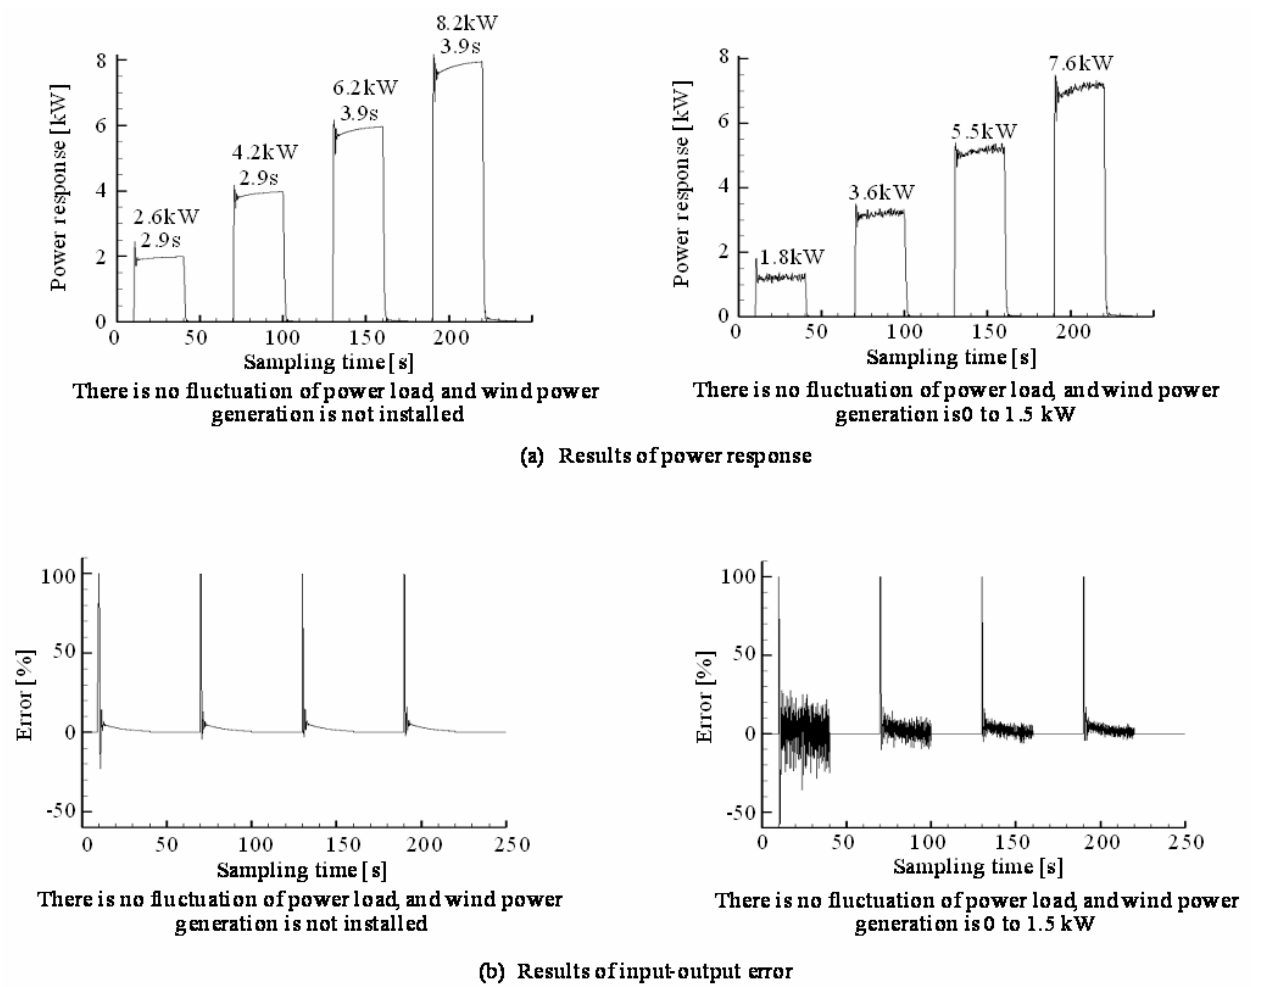 8.2kW
3.9s
6.2kW
3.9s
4.2kW
2.9s
2.6kW
2.9s
Power response [kW]
8
6
4
2
0
0 50 100 150 200
Sampling time [s]
There is no fluctuation of power load, and wind power
generation is not installed
7.6kW
5.5kW
3.6kW
1.8kW
Power response [kW]
8
6
4
2
0
0 50 100 150 200
Sampling time [s]
There is no fluctuation of power load, and wind power
generation is 0 to 1.5 kW
(a) Results of power response
Error [%]
100
50
0
-50
0 50 100 150 200 250
Sampling time [s]
There is no fluctuation of power load, and wind power
generation is not installed
Error [%]
100
50
0
-50
0 50 100 150 200 250
Sampling time [s]
There is no fluctuation of power load, and wind power
generation is 0 to 1.5 kW
(b) Results of input-output error